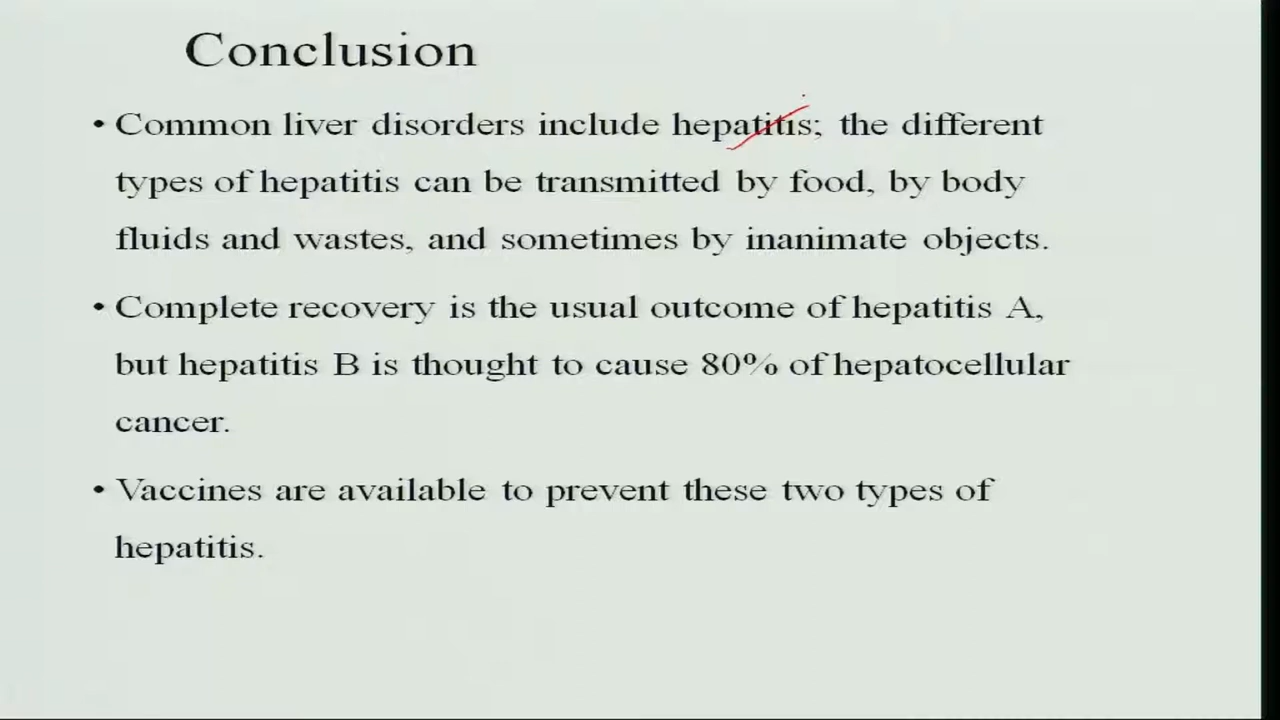 Conclusion
• Common liver disorders include hepatitis; the different
types of hepatitis can be transmitted by food, by body
fluids and wastes, and sometimes by inanimate objects.
• Complete recovery is the usual outcome of hepatitis A,
but hepatitis B is thought to cause 80% of hepatocellular
cancer.
• Vaccines are available to prevent these two types of
hepatitis.